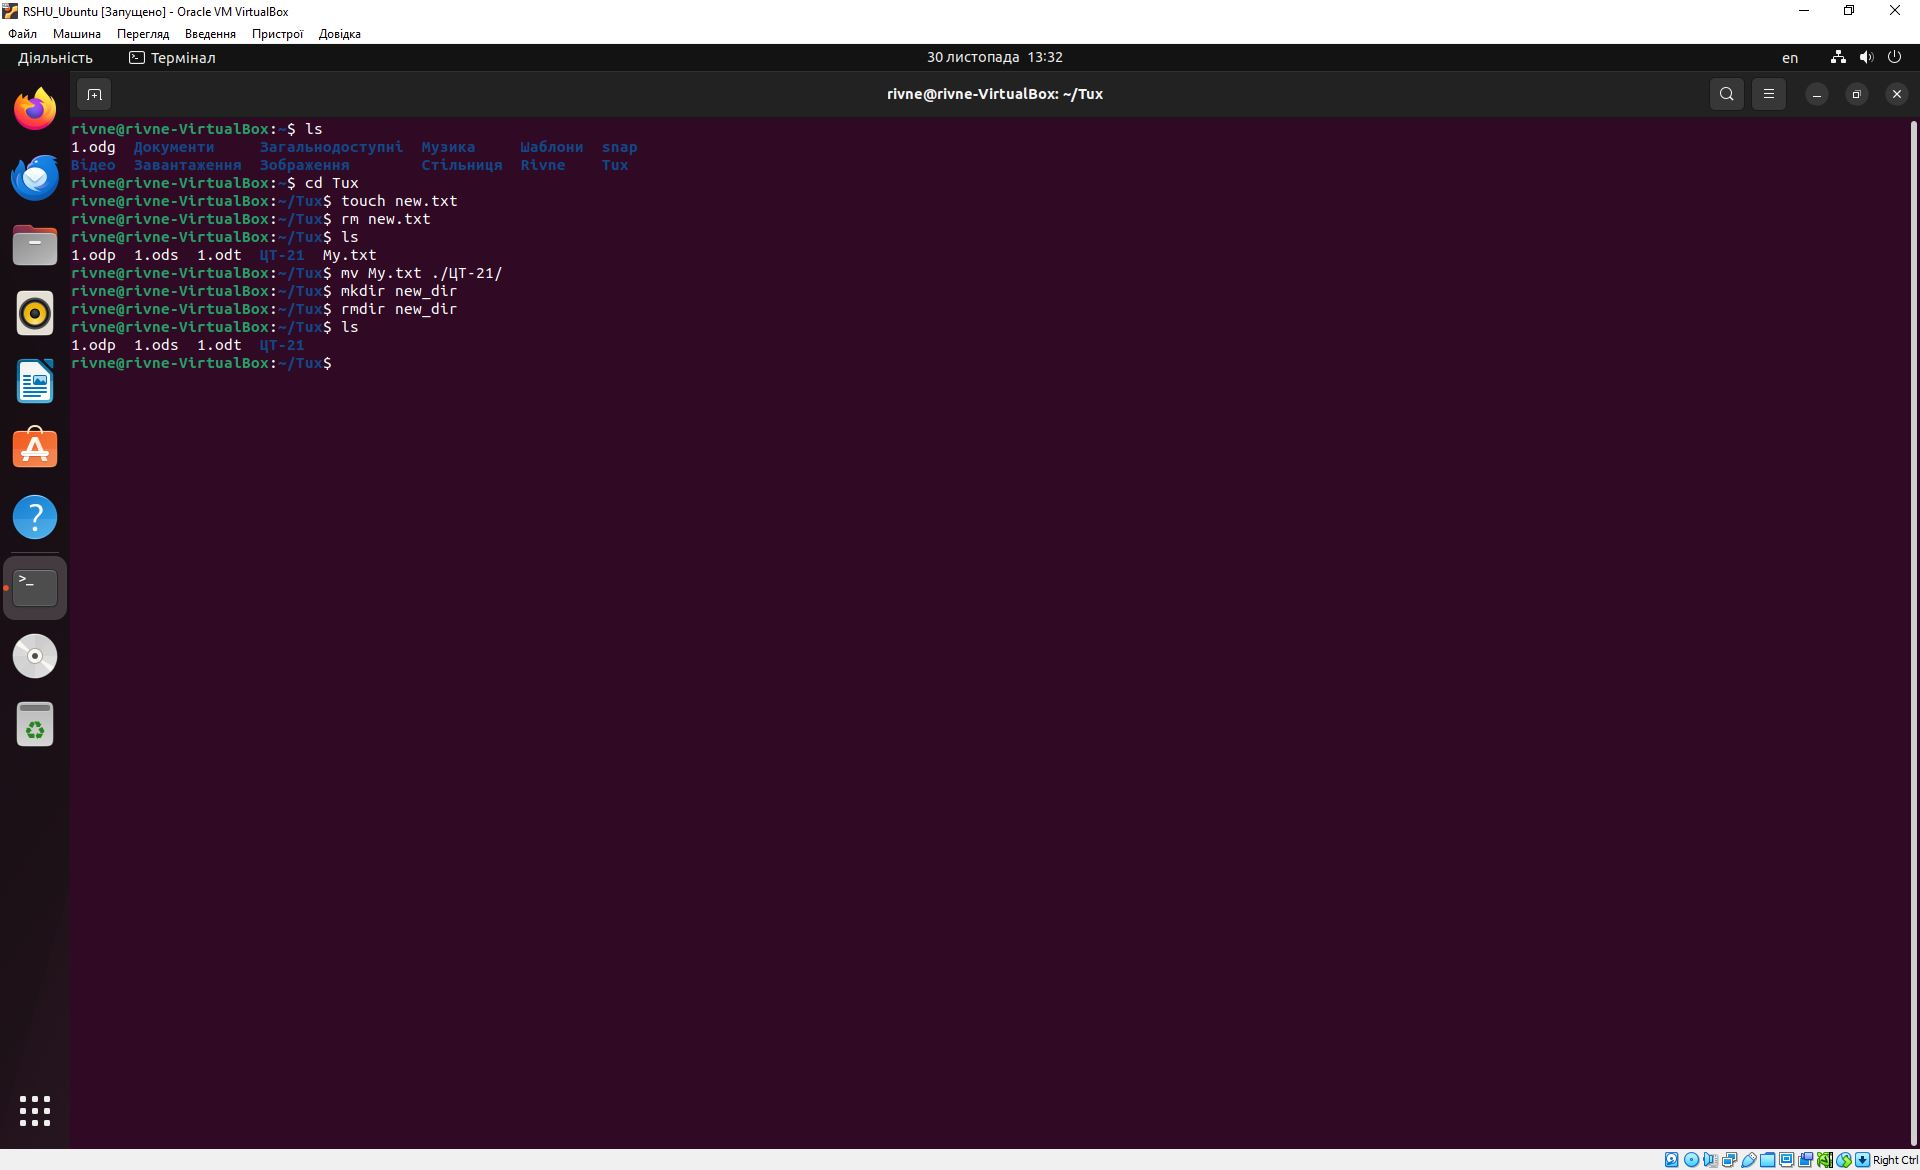 RSHU_Ubuntu [Запущено] - Oracle VM VirtualBox
Файл Машина Перегляд Введення Пристрої Довідка
Діяльність Термінал 30 листопада 13:32 en
rivne@rivne-VirtualBox: ~/Tux
rivne@rivne-VirtualBox:~$ ls
1.odg Документи Загальнодоступні Музика Шаблони snap
Відео Завантаження Зображення Стільниця Rivne Tux
rivne@rivne-VirtualBox:~$ cd Tux
rivne@rivne-VirtualBox:~/Tux$ touch new.txt
rivne@rivne-VirtualBox:~/Tux$ rm new.txt
rivne@rivne-VirtualBox:~/Tux$ ls
1.odp 1.ods 1.odt ЦТ-21 My.txt
rivne@rivne-VirtualBox:~/Tux$ mv My.txt ./ЦТ-21/
rivne@rivne-VirtualBox:~/Tux$ mkdir new_dir
rivne@rivne-VirtualBox:~/Tux$ rmdir new_dir
rivne@rivne-VirtualBox:~/Tux$ ls
1.odp 1.ods 1.odt ЦТ-21
rivne@rivne-VirtualBox:~/Tux$
Right Ctrl